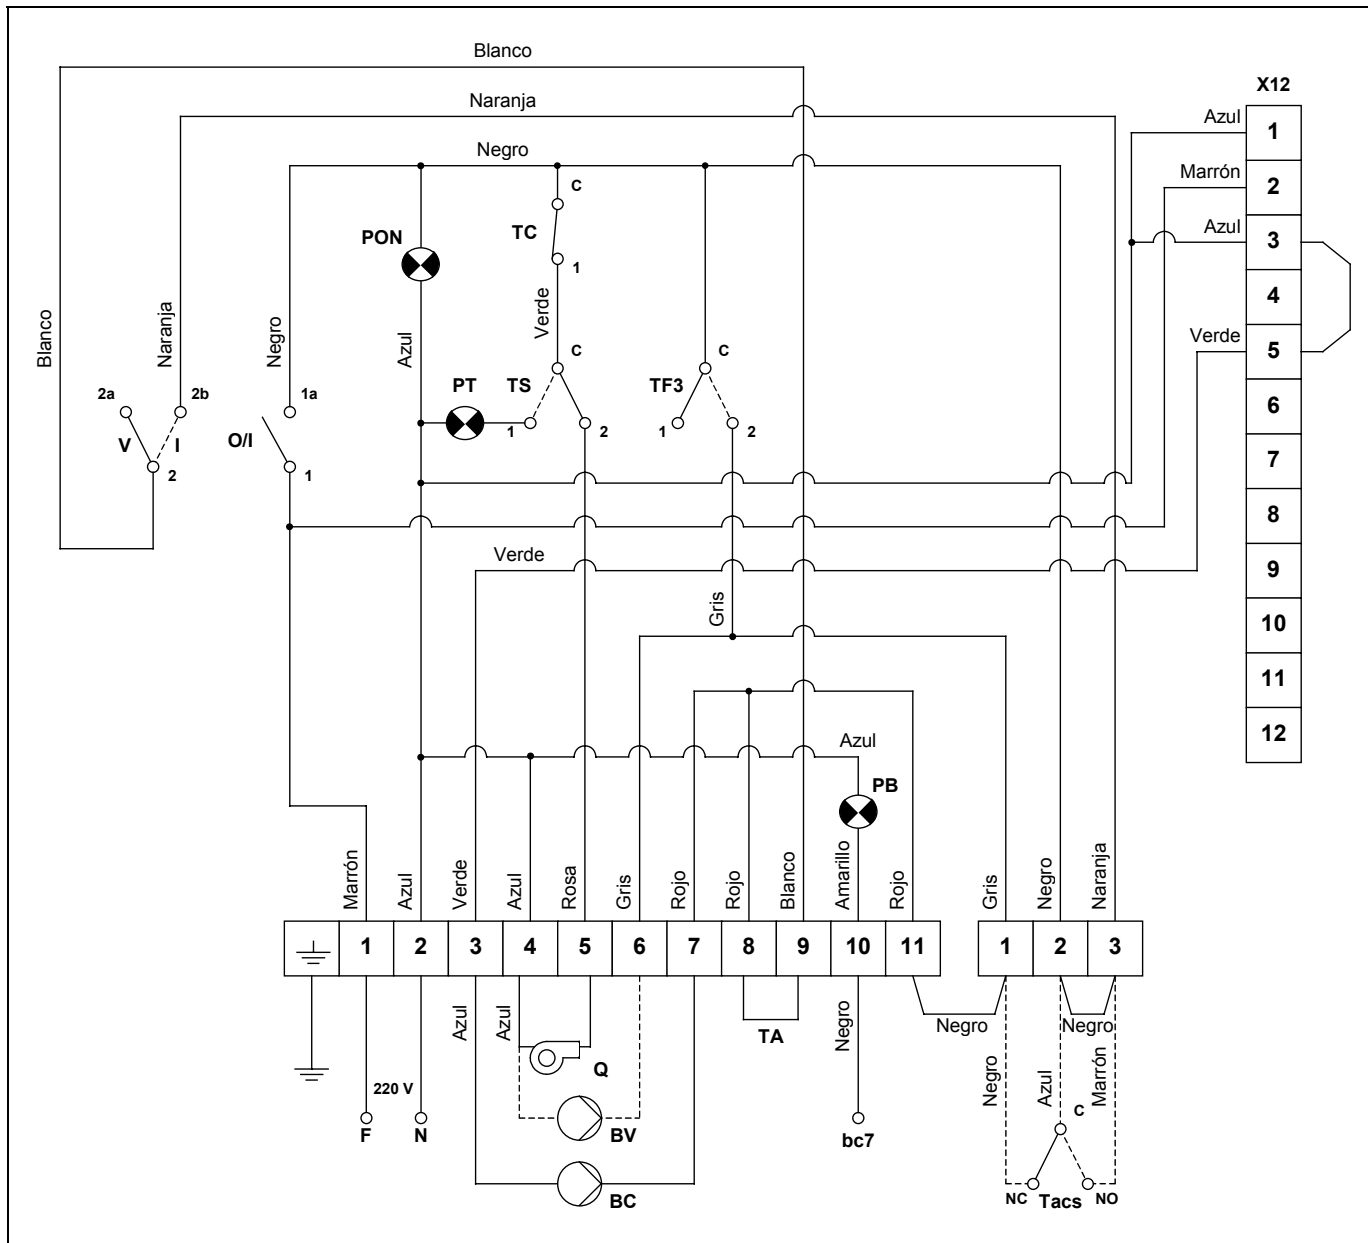 Blanco
Naranja
Negro
X12
Azul
1
Marrón
2
Azul
3
4
Verde
5
6
7
8
9
10
11
12
C
TC
1
PON
Blanco
Naranja
Negro
Azul
Verde
2a
2b
V
I
2
1a
O/I
1
PT
TS
C
1
2
TF3
C
1
2
Verde
Gris
Azul
PB
Marrón
Azul
Verde
Azul
Rosa
Gris
Rojo
Rojo
Blanco
Amarillo
Rojo
Gris
Negro
Naranja
1
2
3
4
5
6
7
8
9
10
11
1
2
3
Azul
Azul
Q
TA
Negro
Negro
Negro
220 V
F
N
BV
BC
bc7
Negro
Azul
Marrón
C
NC
Tacs
NO